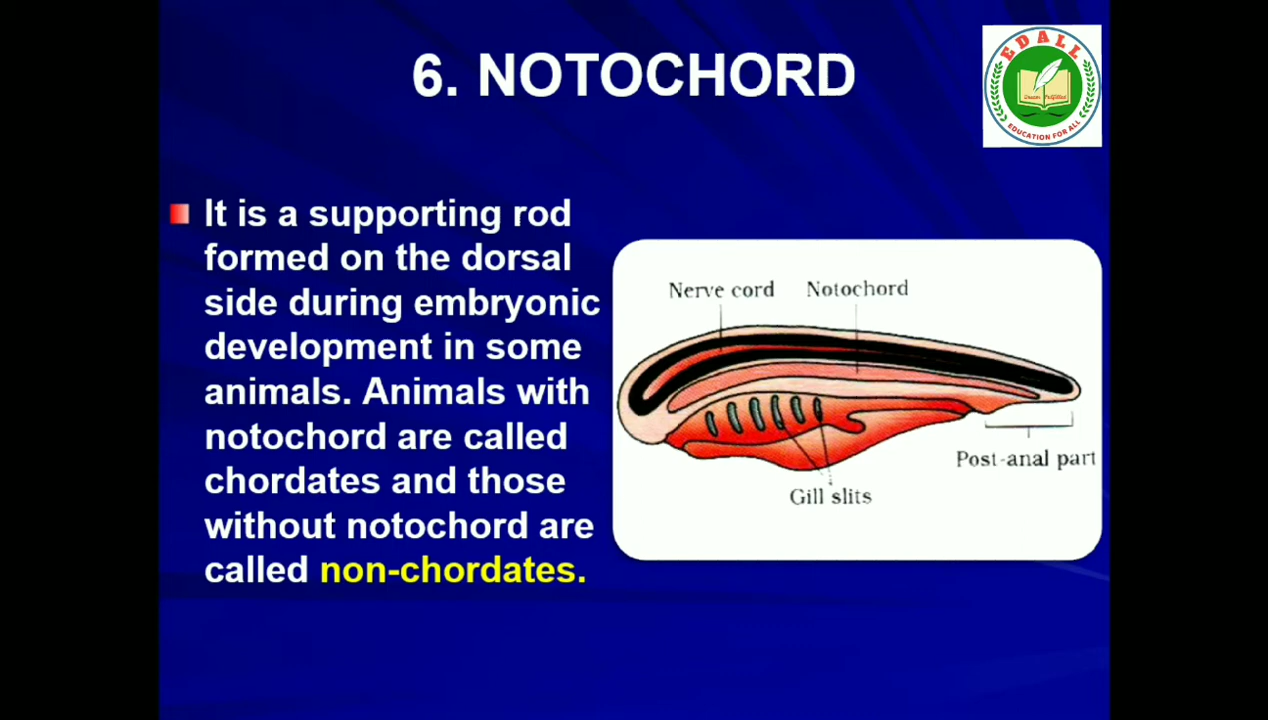 6. NOTOCHORD
EDALL
Dream Fulfilled
EDUCATION FOR ALL
It is a supporting rod
formed on the dorsal
side during embryonic
development in some
animals. Animals with
notochord are called
chordates and those
without notochord are
called non-chordates.
Nerve cord
Notochord
Post-anal part
Gill slits